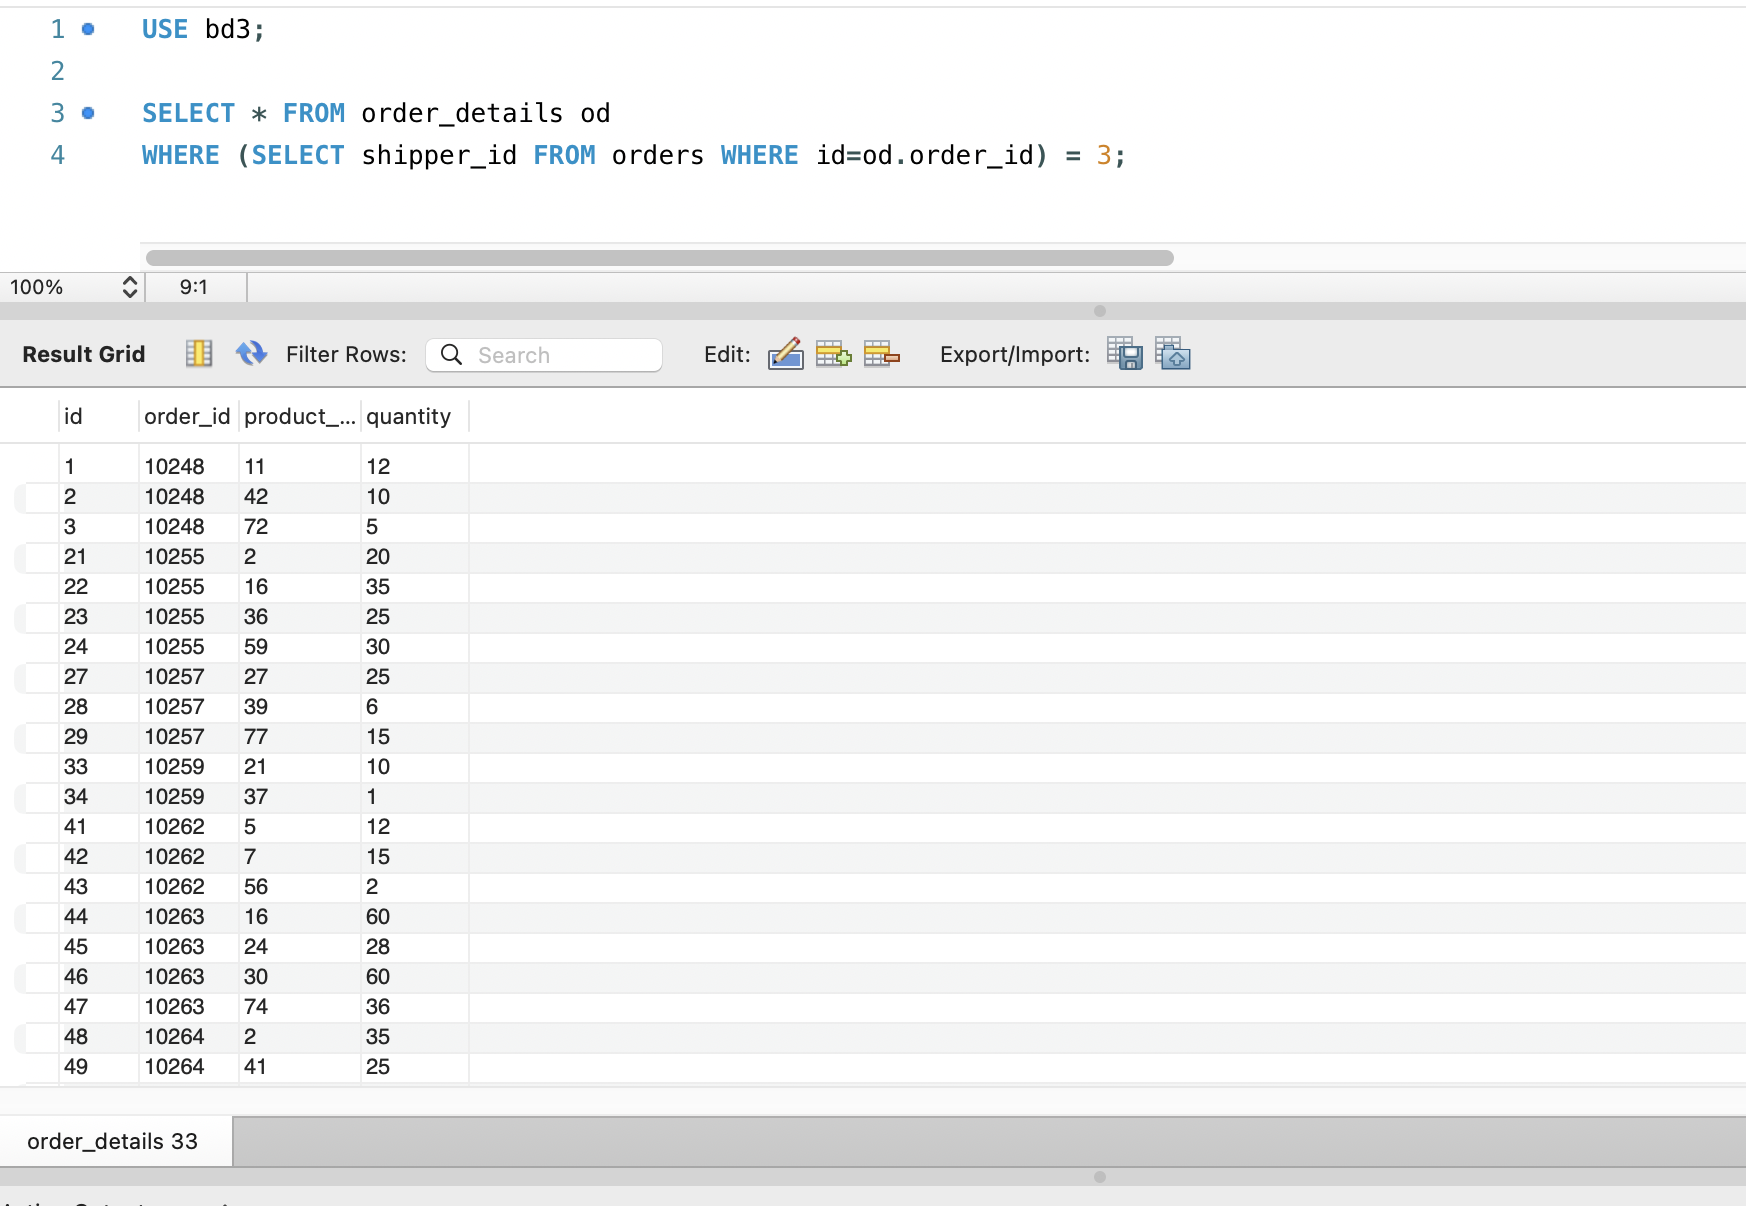 1 USE bd3;
2
3 SELECT * FROM order_details od
4 WHERE (SELECT shipper_id FROM orders WHERE id=od.order_id) = 3;
100% 9:1
Result Grid Filter Rows: Search Edit: Export/Import:
id order_id product_... quantity
1 10248 11 12
2 10248 42 10
3 10248 72 5
21 10255 2 20
22 10255 16 35
23 10255 36 25
24 10255 59 30
27 10257 27 25
28 10257 39 6
29 10257 77 15
33 10259 21 10
34 10259 37 1
41 10262 5 12
42 10262 7 15
43 10262 56 2
44 10263 16 60
45 10263 24 28
46 10263 30 60
47 10263 74 36
48 10264 2 35
49 10264 41 25
order_details 33